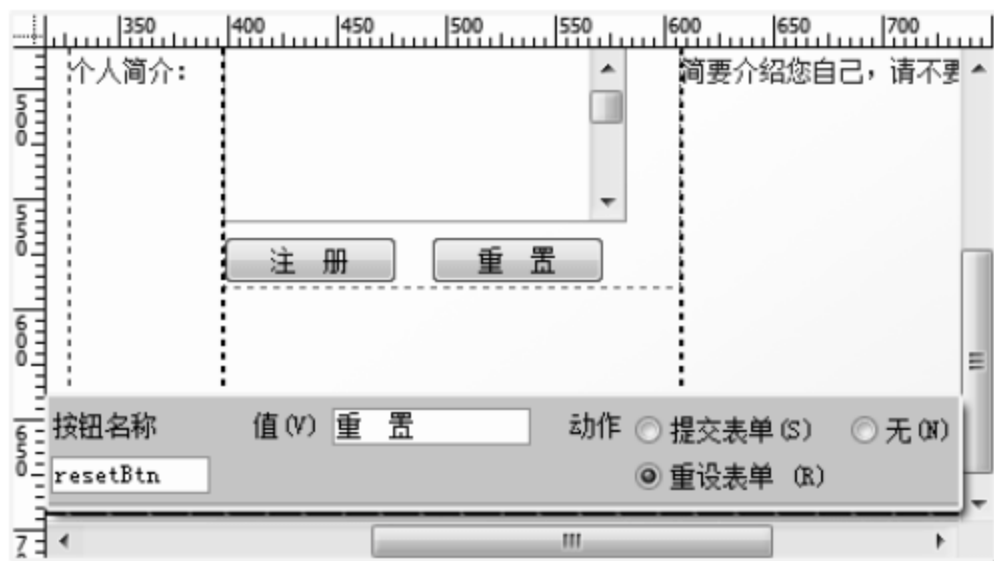 350 400 450 500 550 600 650 700
个人简介：
简要介绍您自己，请不要
500
550
注 册 重 置
600
650
按钮名称 值(V) 重 置 动作 提交表单(S) 无(N)
resetBtn 重设表单 (R)
7